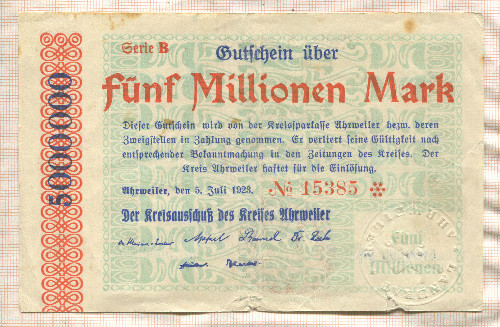 Serie B
Gutschein über
fünf Millionen Mark
Dieser Gutschein wird von der Kreissparkasse Ahrweiler bezw. deren
Zweigstellen in Zahlung genommen. Er verliert seine Gültigkeit nach
entsprechender Bekanntmachung in den Zeitungen des Kreises. Der
Kreis Ahrweiler haftet für die Einlösung.
Ahrweiler, den 5. Juli 1923. No 15385
Der Kreisausschuß des Kreises Ahrweiler
5000000
Fünf
Millionen